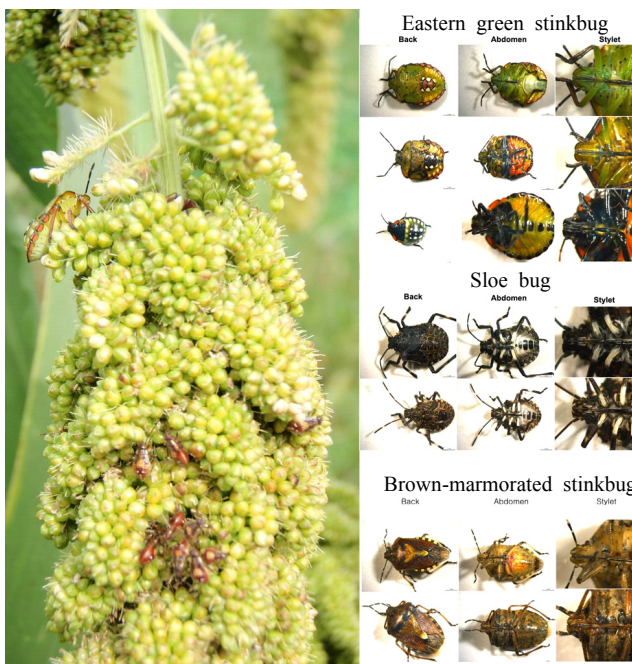 Eastern green stinkbug
Back Abdomen Stylet
Sloe bug
Back Abdomen Stylet
Brown-marmorated stinkbug
Back Abdomen Stylet